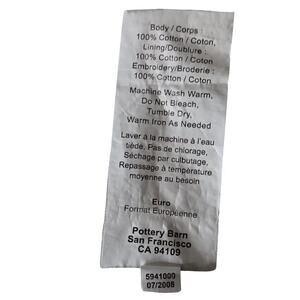 Body / Corps :
100% Cotton / Coton,
Lining/Doublure :
100% Cotton / Coton
Embroidery/Broderie :
100% Cotton / Coton
Machine Wash Warm,
Do Not Bleach,
Tumble Dry,
Warm Iron As Needed
Laver à la machine à l'eau
tiède, Pas de chlorage,
Séchage par culbutage,
Repassage à température
moyenne au besoin
Euro
Format Européenne
Pottery Barn
San Francisco
CA 94109
5941000
07/2008